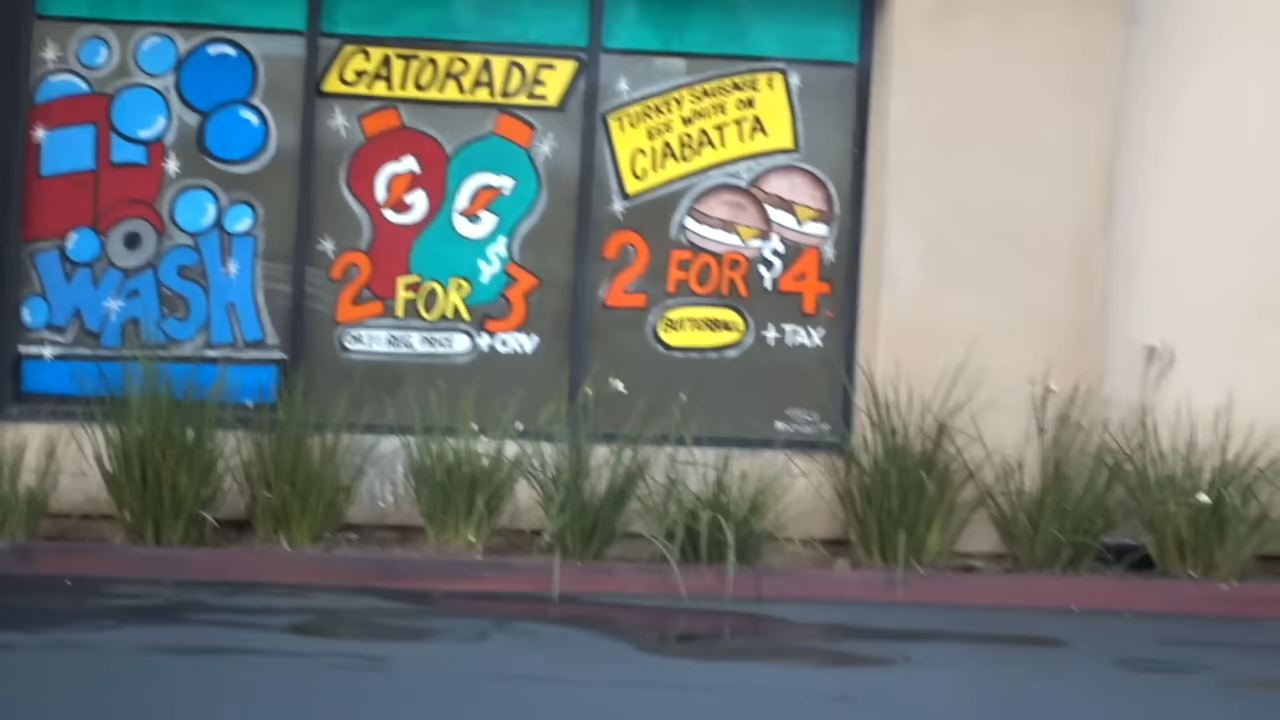 WASH
GATORADE
G G
2 FOR $3
+CRV
TURKEY SAUSAGE &
EGG WHITE ON
CIABATTA
2 FOR $4
BUTTERBALL
+TAX